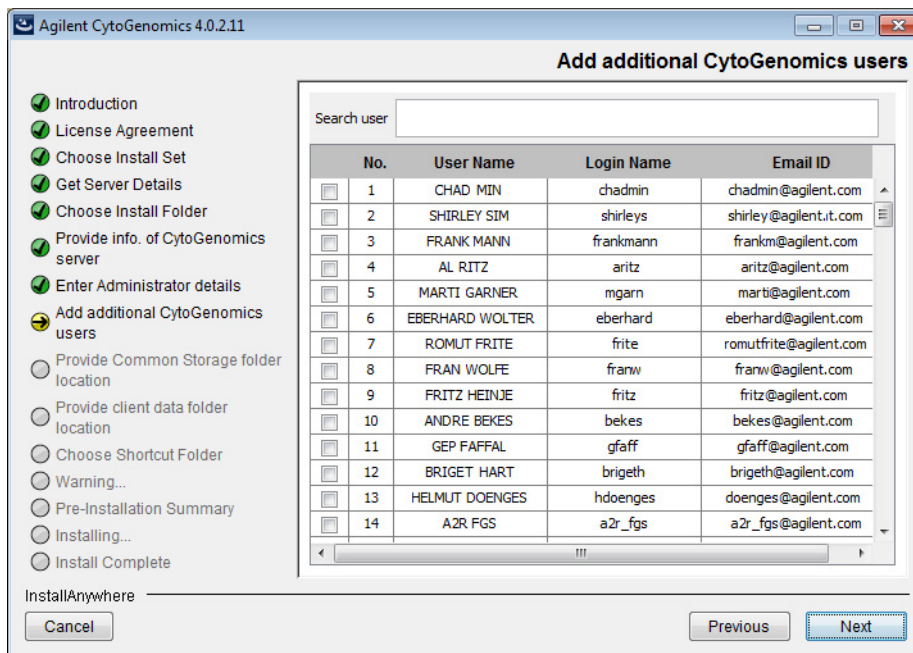 Agilent CytoGenomics 4.0.2.11
Add additional CytoGenomics users
Introduction
License Agreement
Choose Install Set
Get Server Details
Choose Install Folder
Provide info. of CytoGenomics
server
Enter Administrator details
Add additional CytoGenomics
users
Provide Common Storage folder
location
Provide client data folder
location
Choose Shortcut Folder
Warning...
Pre-Installation Summary
Installing...
Install Complete
Search user
No. User Name Login Name Email ID
1 CHAD MIN chadmin chadmin@agilent.com
2 SHIRLEY SIM shirleys shirley@agilent.it.com
3 FRANK MANN frankmann frankm@agilent.com
4 AL RITZ aritz aritz@agilent.com
5 MARTI GARNER mgarn marti@agilent.com
6 EBERHARD WOLTER eberhard eberhard@agilent.com
7 ROMUT FRITE frite romutfrite@agilent.com
8 FRAN WOLFE franw franw@agilent.com
9 FRITZ HEINJE fritz fritz@agilent.com
10 ANDRE BEKES bekes bekes@agilent.com
11 GEP FAFFAL gfaff gfaff@agilent.com
12 BRIGET HART brigeth brigeth@agilent.com
13 HELMUT DOENGES hdoenges doenges@agilent.com
14 A2R FGS a2r_fgs a2r_fgs@agilent.com
InstallAnywhere
Cancel Previous Next